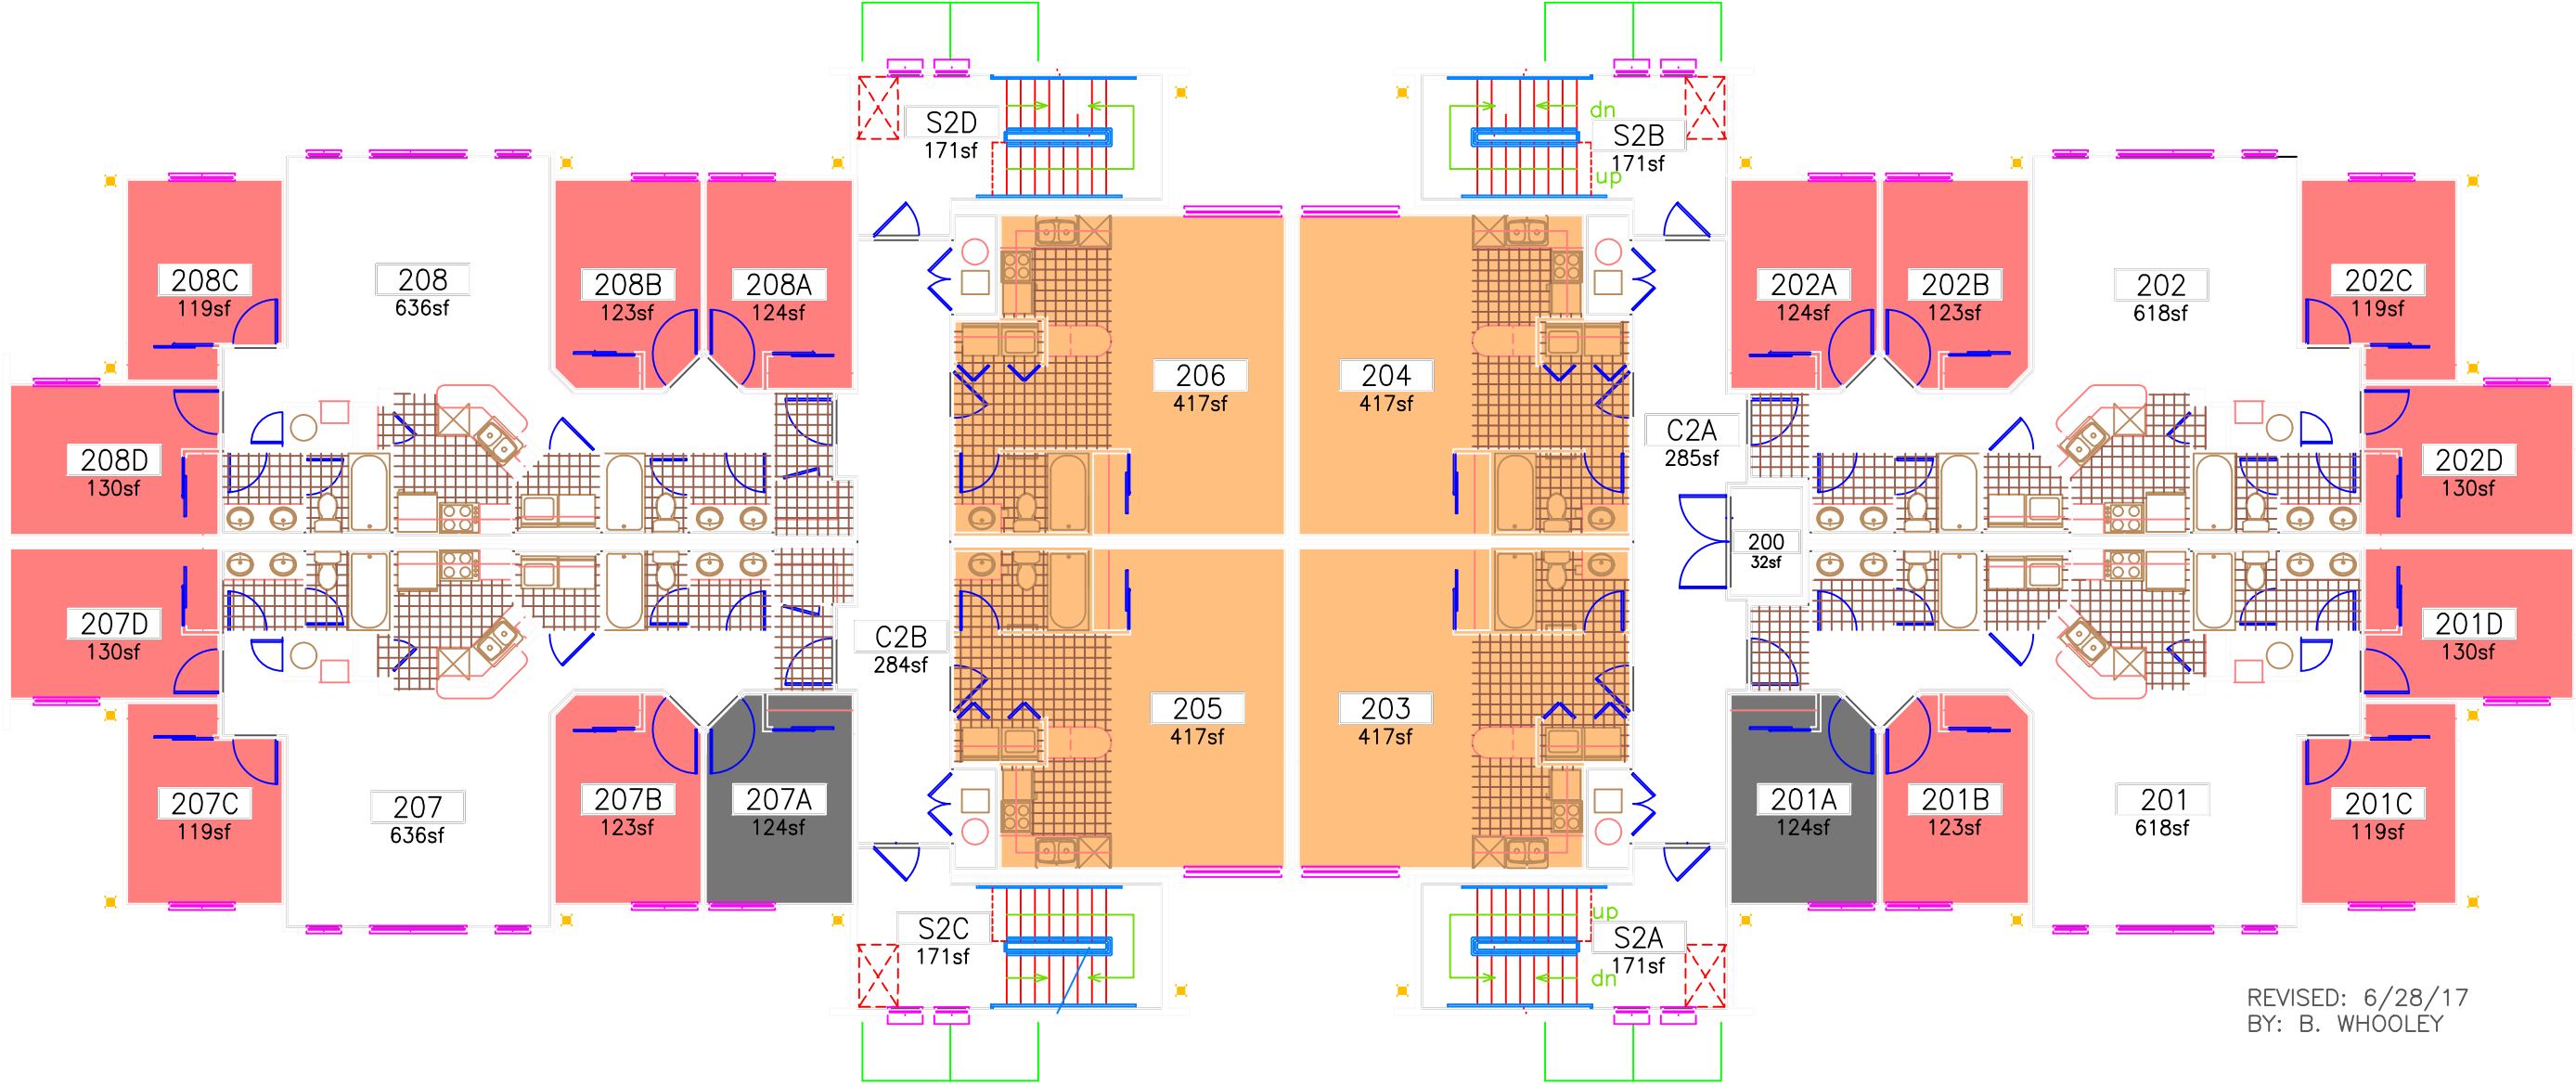 S2D
171sf
dn
S2B
171sf
up
208C
119sf
208
636sf
208B
123sf
208A
124sf
202A
124sf
202B
123sf
202
618sf
202C
119sf
206
417sf
204
417sf
C2A
285sf
208D
130sf
202D
130sf
200
32sf
207D
130sf
C2B
284sf
201D
130sf
205
417sf
203
417sf
207C
119sf
207
636sf
207B
123sf
207A
124sf
201A
124sf
201B
123sf
201
618sf
201C
119sf
S2C
171sf
up
S2A
171sf
dn
REVISED: 6/28/17
BY: B. WHOOLEY